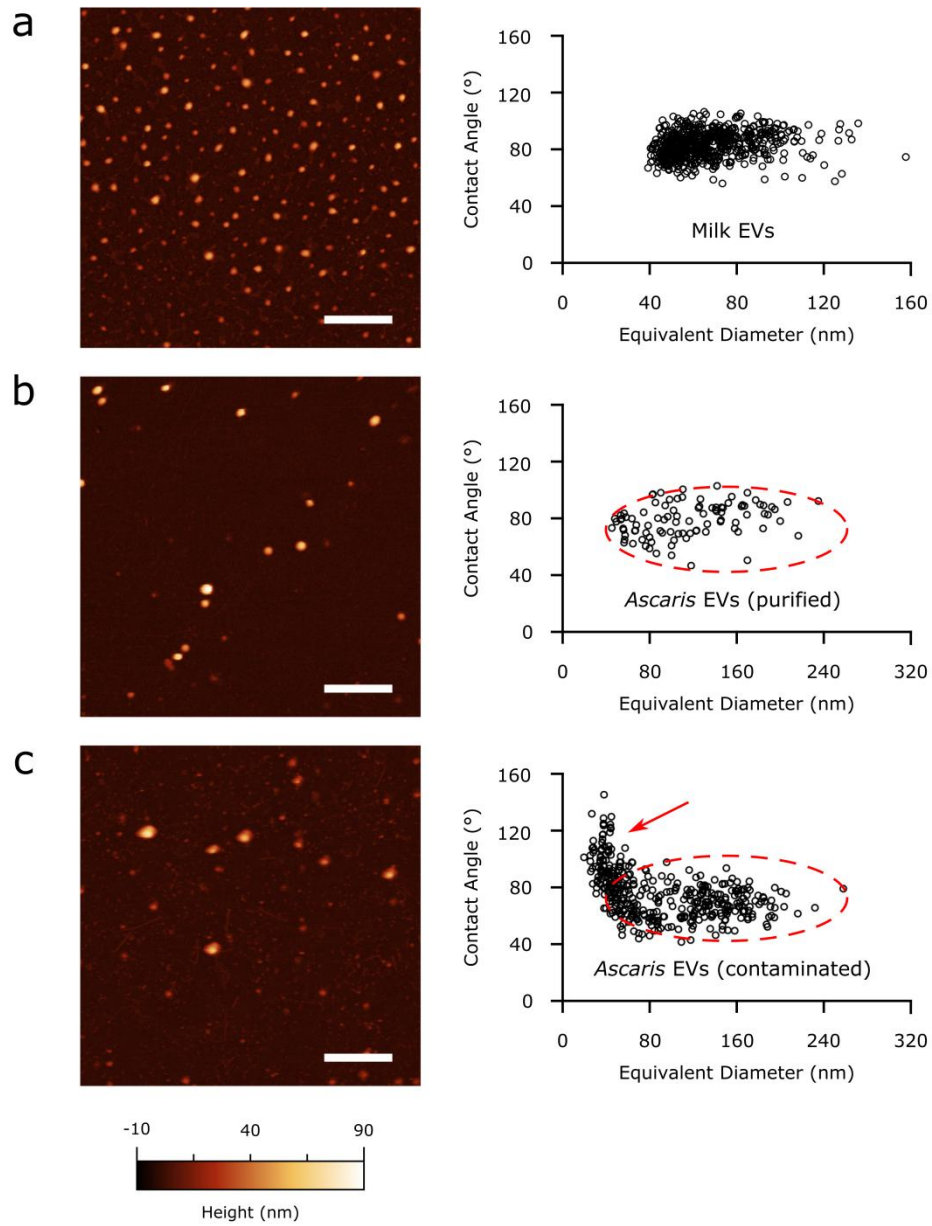 a
160
120
80
40
0
Contact Angle (°)
Milk EVs
0 40 80 120 160
Equivalent Diameter (nm)
b
160
120
80
40
0
Contact Angle (°)
Ascaris EVs (purified)
0 80 160 240 320
Equivalent Diameter (nm)
c
160
120
80
40
0
Contact Angle (°)
Ascaris EVs (contaminated)
0 80 160 240 320
Equivalent Diameter (nm)
-10 40 90
Height (nm)